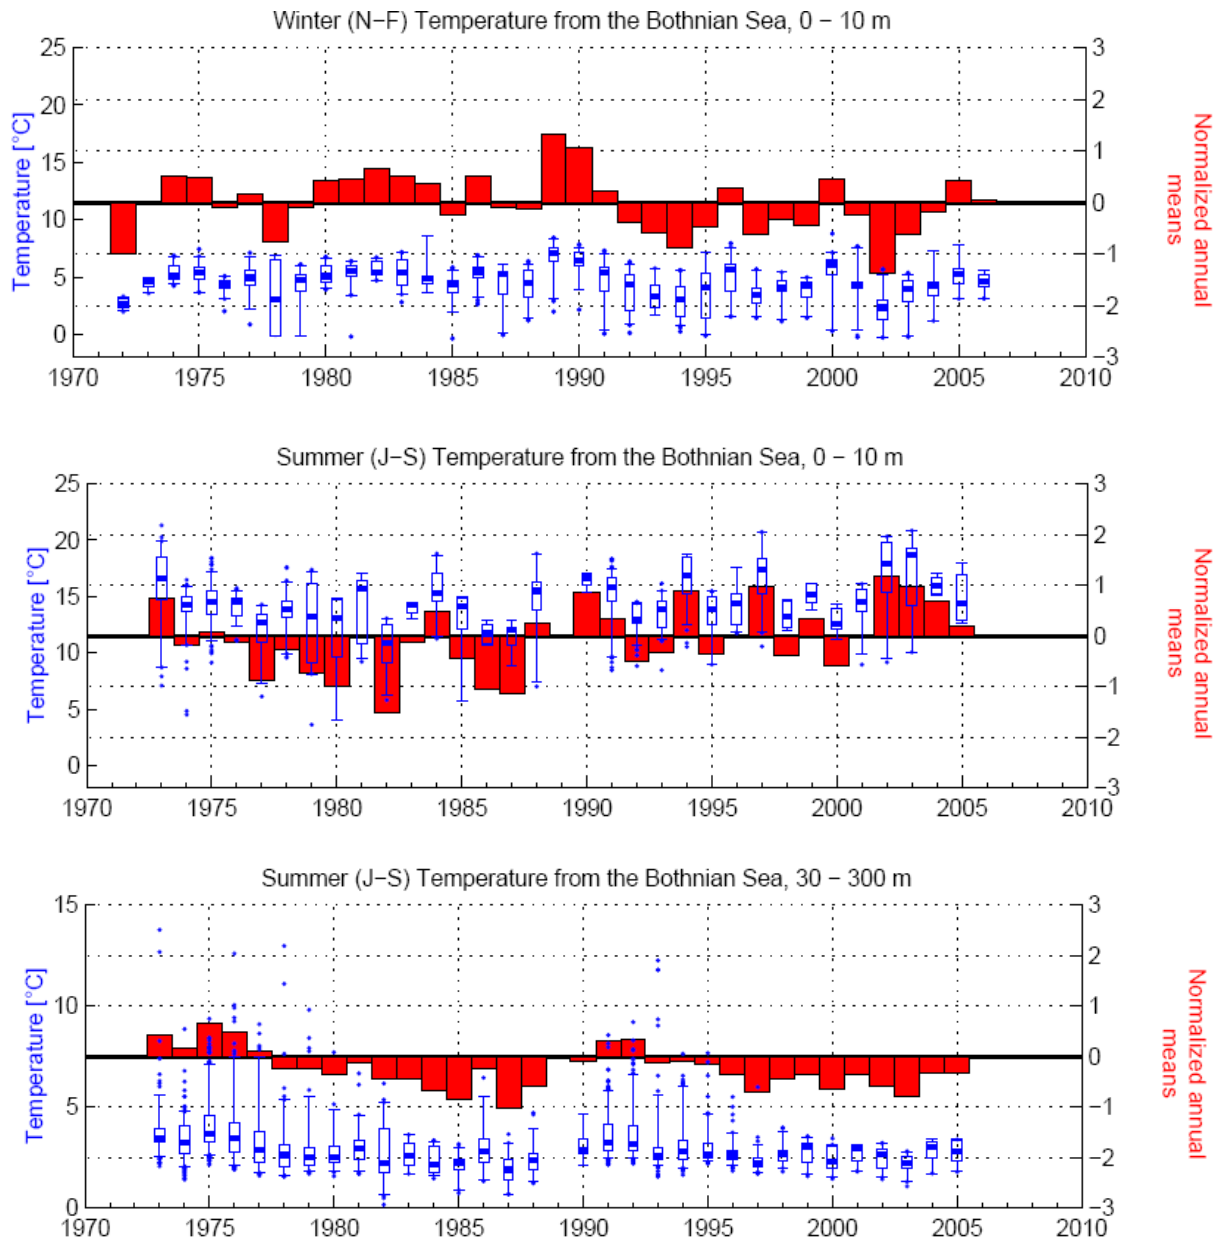 Winter (N−F) Temperature from the Bothnian Sea, 0 − 10 m
25
20
15
10
5
0
Temperature [°C]
3
2
1
0
−1
−2
−3
Normalized annual
means
1970 1975 1980 1985 1990 1995 2000 2005 2010
Summer (J−S) Temperature from the Bothnian Sea, 0 − 10 m
25
20
15
10
5
0
Temperature [°C]
3
2
1
0
−1
−2
−3
Normalized annual
means
1970 1975 1980 1985 1990 1995 2000 2005 2010
Summer (J−S) Temperature from the Bothnian Sea, 30 − 300 m
15
10
5
0
Temperature [°C]
3
2
1
0
−1
−2
−3
Normalized annual
means
1970 1975 1980 1985 1990 1995 2000 2005 2010